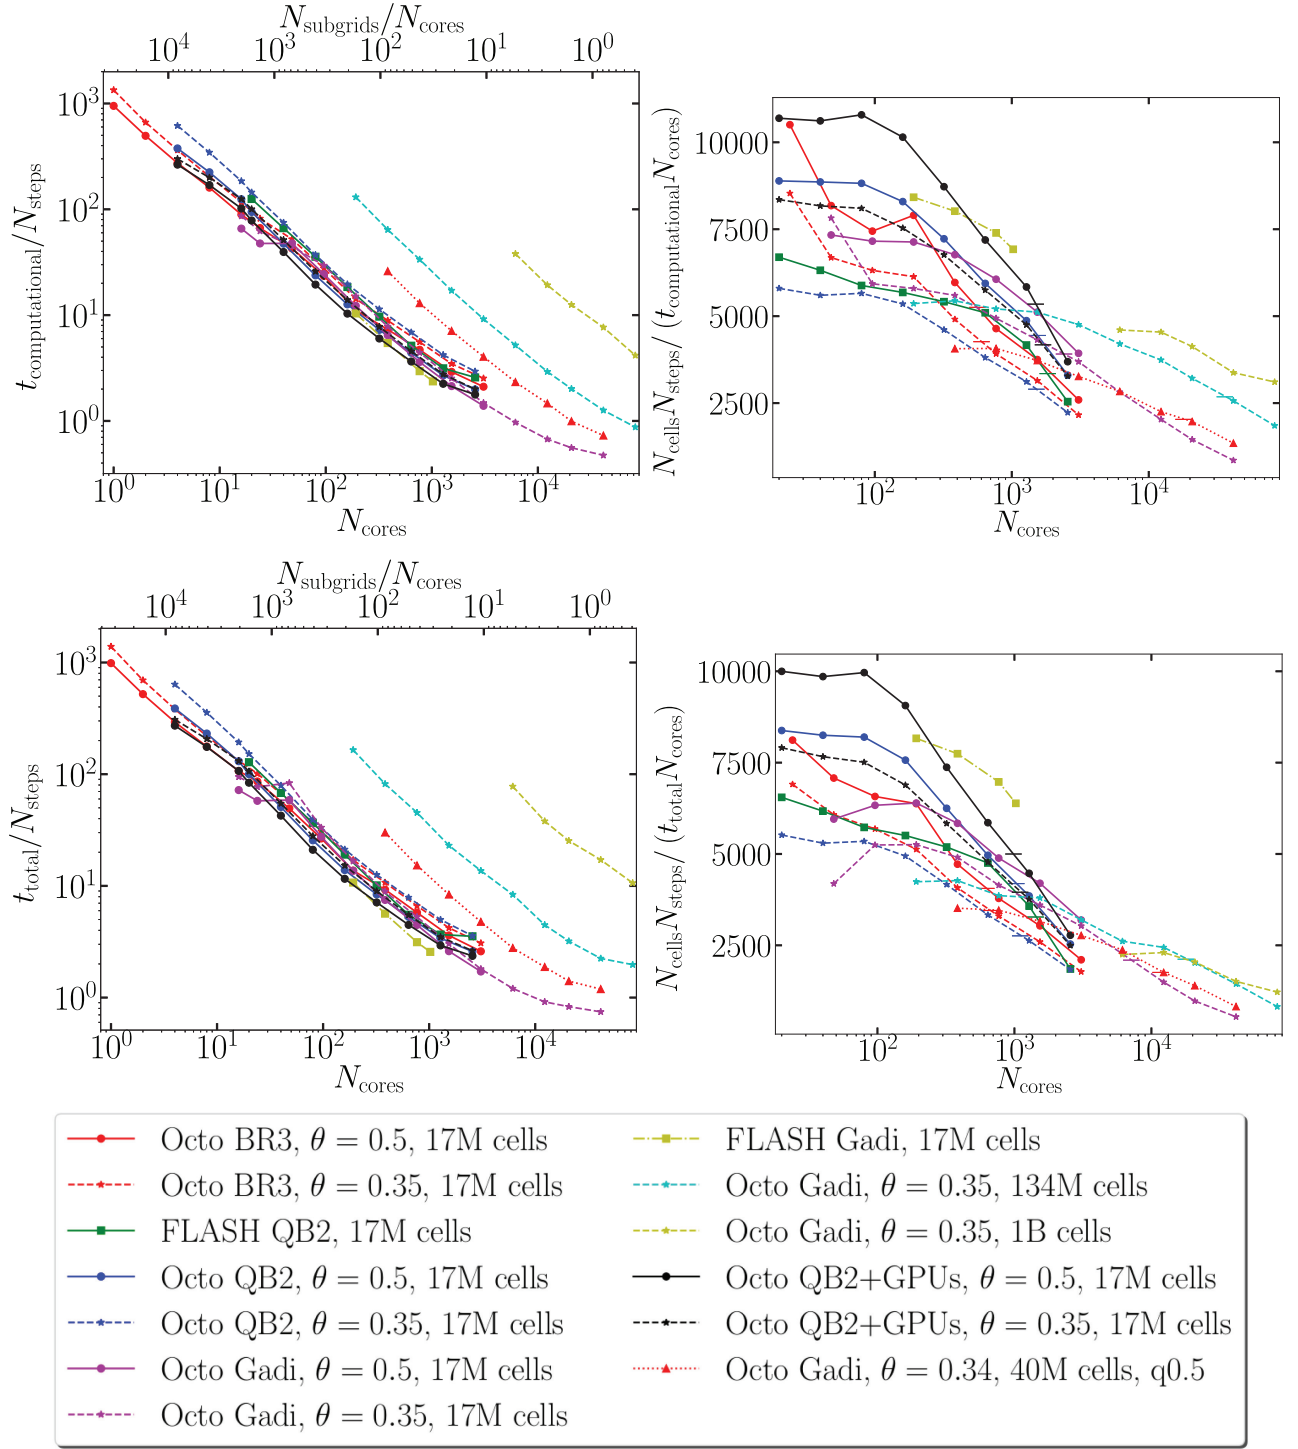 N_subgrids/N_cores
10^4 10^3 10^2 10^1 10^0
t_computational/N_steps
10^3
10^2
10^1
10^0
10^0 10^1 10^2 10^3 10^4
N_cores
N_cells N_steps/ (t_computational N_cores)
10000
7500
5000
2500
10^2 10^3 10^4
N_cores
N_subgrids/N_cores
10^4 10^3 10^2 10^1 10^0
t_total/N_steps
10^3
10^2
10^1
10^0
10^0 10^1 10^2 10^3 10^4
N_cores
N_cells N_steps/ (t_total N_cores)
10000
7500
5000
2500
10^2 10^3 10^4
N_cores
Octo BR3, θ = 0.5, 17M cells
Octo BR3, θ = 0.35, 17M cells
FLASH QB2, 17M cells
Octo QB2, θ = 0.5, 17M cells
Octo QB2, θ = 0.35, 17M cells
Octo Gadi, θ = 0.5, 17M cells
Octo Gadi, θ = 0.35, 17M cells
FLASH Gadi, 17M cells
Octo Gadi, θ = 0.35, 134M cells
Octo Gadi, θ = 0.35, 1B cells
Octo QB2+GPUs, θ = 0.5, 17M cells
Octo QB2+GPUs, θ = 0.35, 17M cells
Octo Gadi, θ = 0.34, 40M cells, q0.5